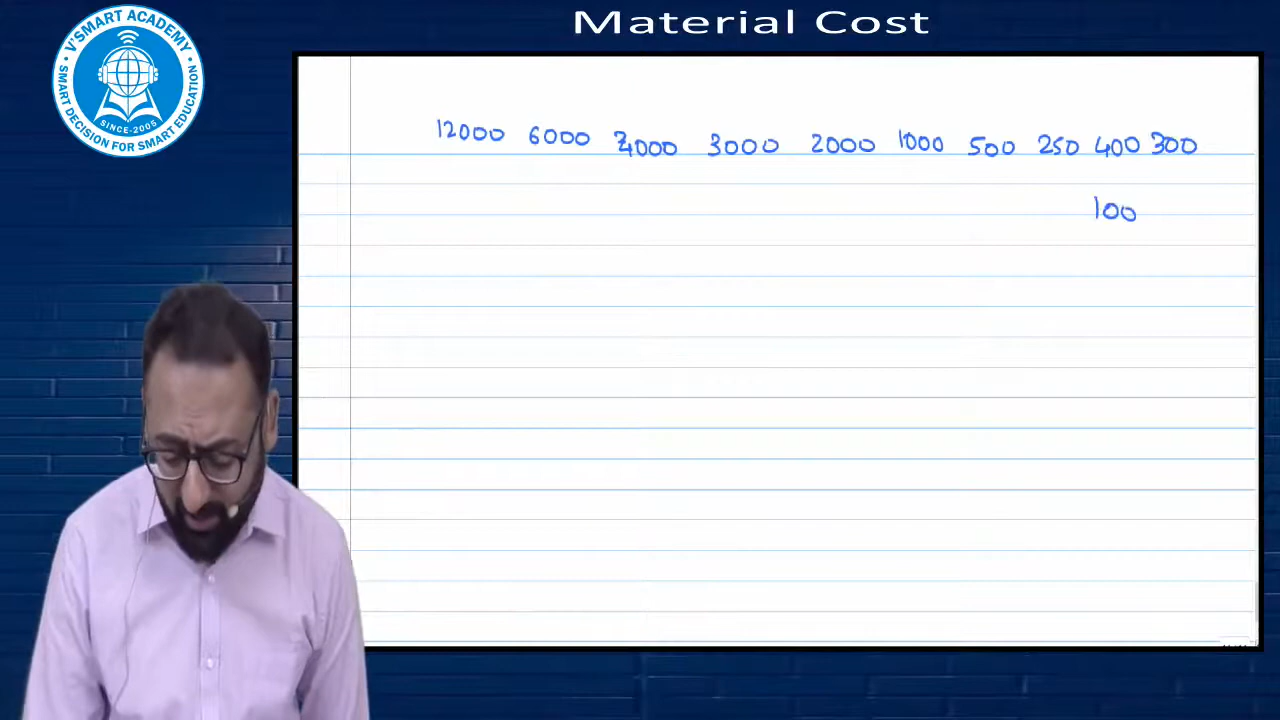 Material Cost
V'SMART ACADEMY
SINCE-2005
SMART DECISION FOR SMART EDUCATION
12000 6000 4000 3000 2000 1000 500 250 400 300
100